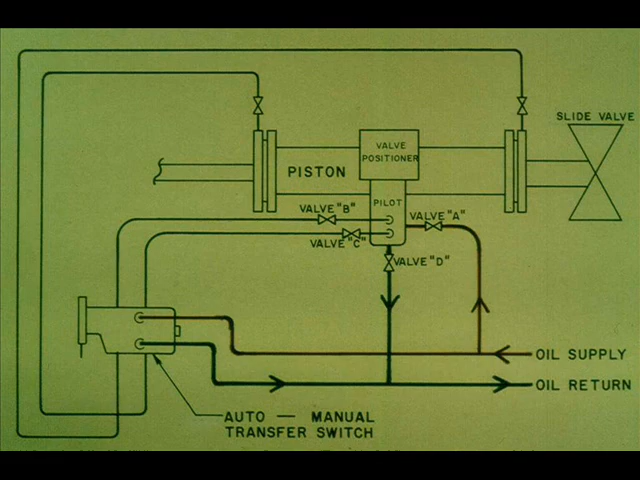 SLIDE VALVE
VALVE
POSITIONER
PISTON
PILOT
VALVE "B"
VALVE "A"
VALVE "C"
VALVE "D"
OIL SUPPLY
OIL RETURN
AUTO — MANUAL
TRANSFER SWITCH